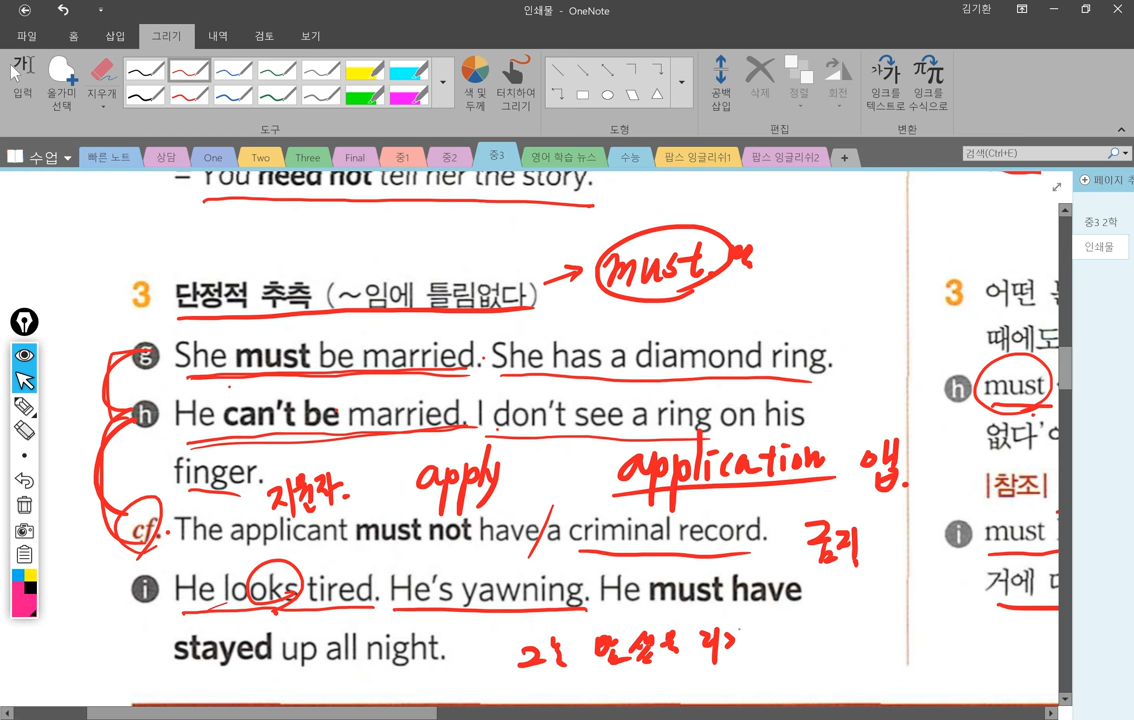 인쇄물 - OneNote
김기환
파일 홈 삽입 그리기 내역 검토 보기
입력 올가미 선택 지우개 색 및 두께 터치하여 그리기 공백 삽입 삭제 정렬 회전 잉크를 텍스트로 잉크를 수식으로
도구 도형 편집 변환
수업 빠른 노트 상담 One Two Three Final 중1 중2 중3 영어 학습 뉴스 수능 팝스 잉글리쉬1 팝스 잉글리쉬2 검색(Ctrl+E)
페이지
중3 2학
인쇄물
= You need not tell her the story.
must
3 단정적 추측 (~임에 틀림없다)
g She must be married. She has a diamond ring.
h He can't be married. I don't see a ring on his
finger.
지원자. apply application 앱.
cf. The applicant must not have / a criminal record.
금지
i He looks tired. He's yawning. He must have
stayed up all night.
그는
3 어떤
때에도
h must
없다'
|참조|
i must
거에